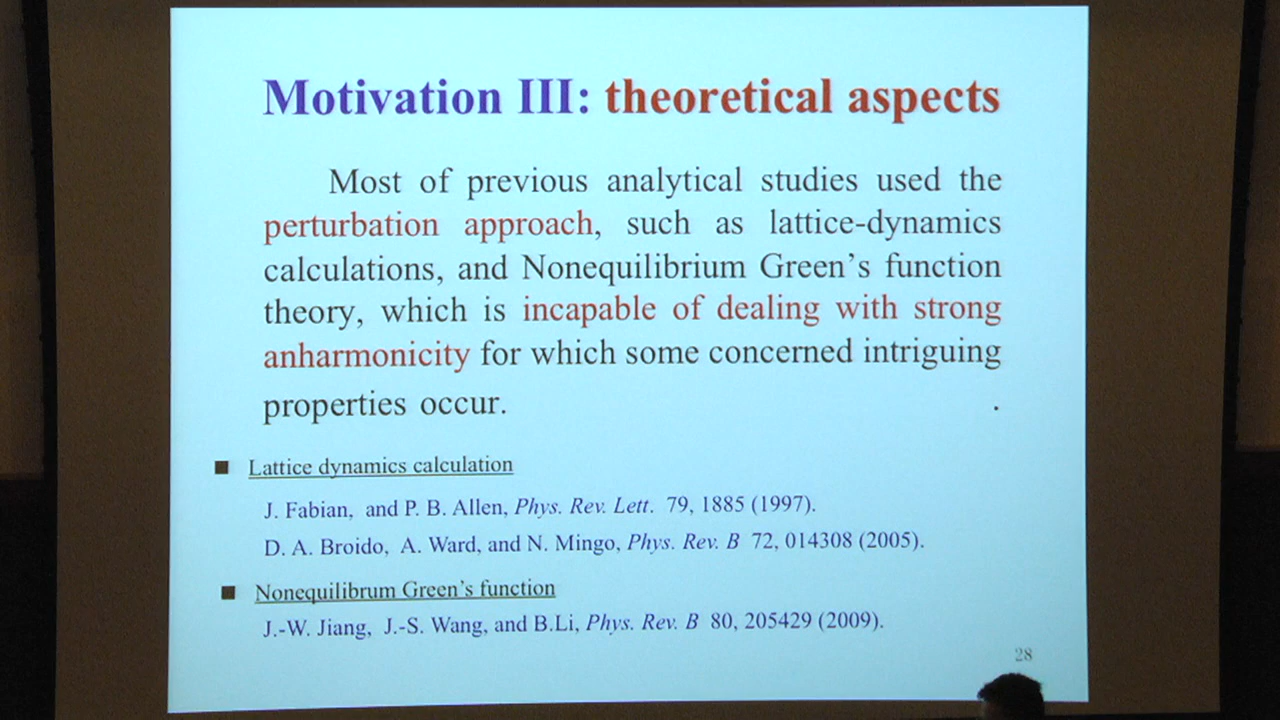 Motivation III: theoretical aspects
Most of previous analytical studies used the
perturbation approach, such as lattice-dynamics
calculations, and Nonequilibrium Green’s function
theory, which is incapable of dealing with strong
anharmonicity for which some concerned intriguing
properties occur. .
■ Lattice dynamics calculation
J. Fabian, and P. B. Allen, Phys. Rev. Lett. 79, 1885 (1997).
D. A. Broido, A. Ward, and N. Mingo, Phys. Rev. B 72, 014308 (2005).
■ Nonequilibrum Green’s function
J.-W. Jiang, J.-S. Wang, and B.Li, Phys. Rev. B 80, 205429 (2009).
28